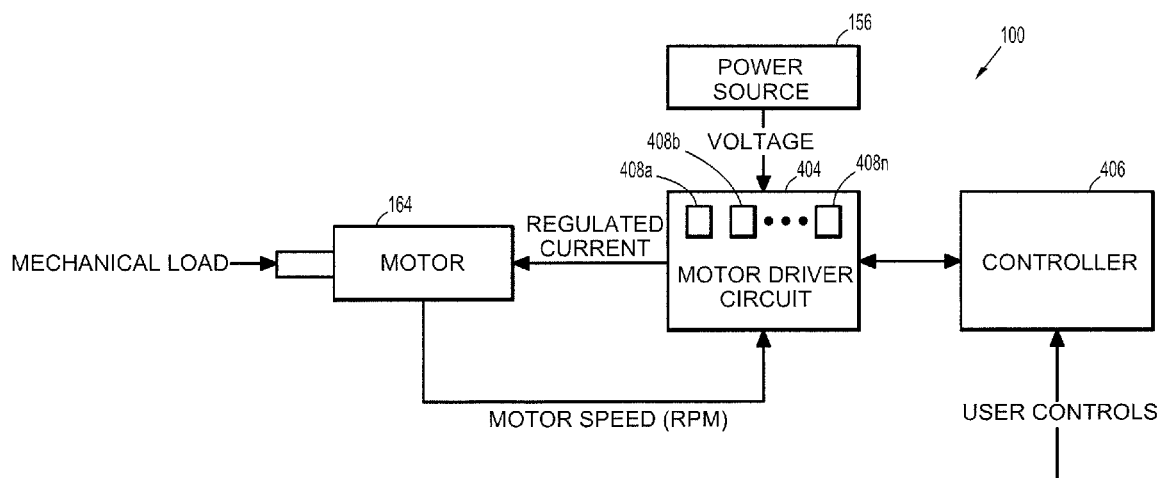 156
100
POWER
SOURCE
VOLTAGE
408b
408a
404
408n
406
164
REGULATED
CURRENT
MECHANICAL LOAD
MOTOR
MOTOR DRIVER
CIRCUIT
CONTROLLER
MOTOR SPEED (RPM)
USER CONTROLS